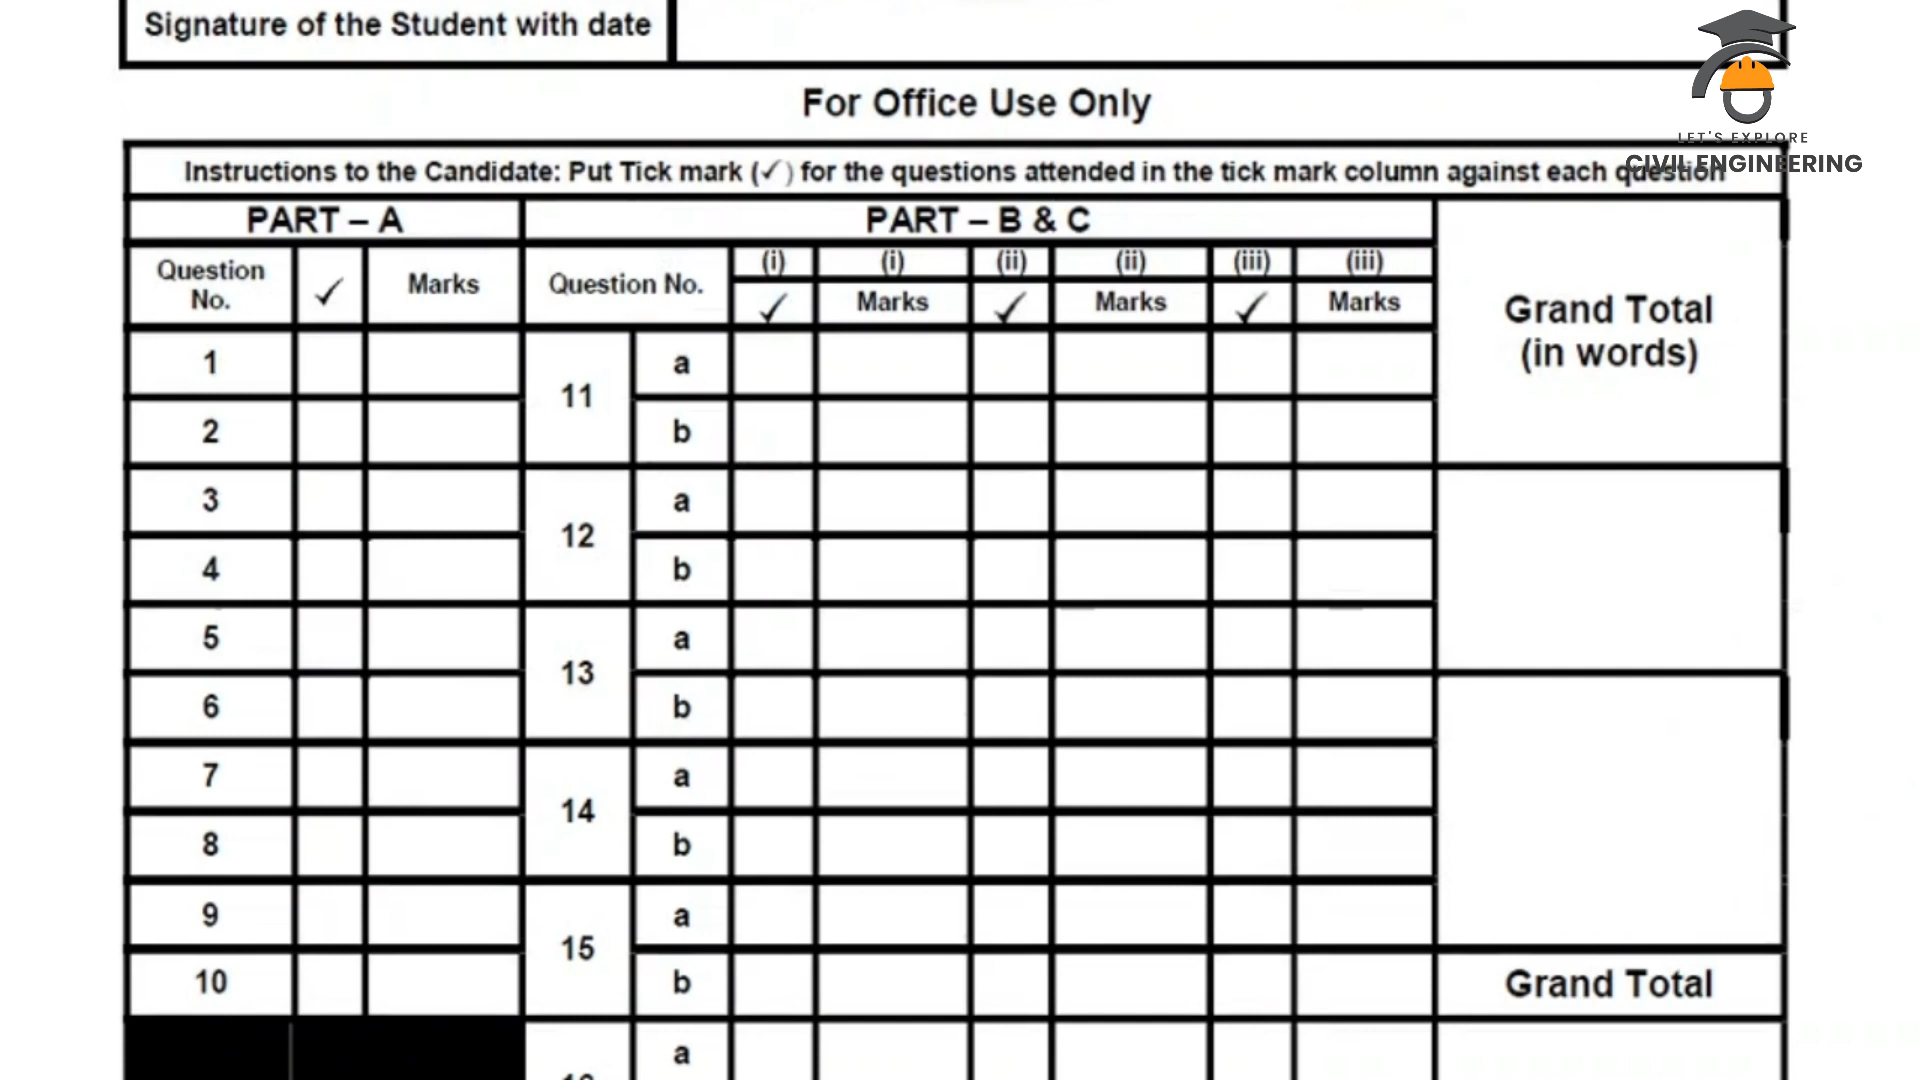 Signature of the Student with date
For Office Use Only
LET'S EXPLORE
CIVIL ENGINEERING
Instructions to the Candidate: Put Tick mark (✓) for the questions attended in the tick mark column against each question
PART – A PART – B & C
Question No. ✓ Marks Question No. (i) (i) (ii) (ii) (iii) (iii)
✓ Marks ✓ Marks ✓ Marks
Grand Total
(in words)
1 11 a
2 b
3 12 a
4 b
5 13 a
6 b
7 14 a
8 b
9 15 a
10 b Grand Total
a